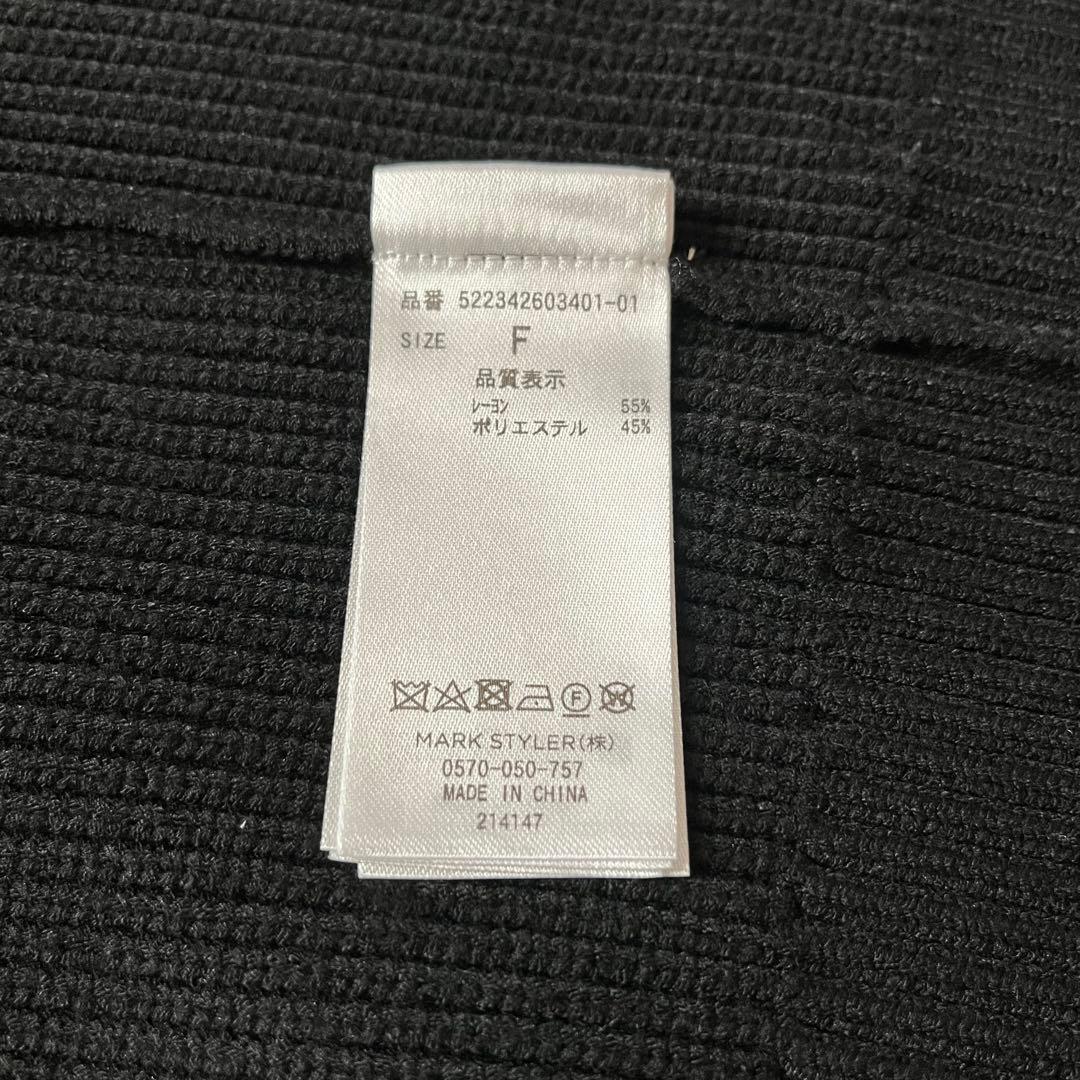 品番 522342603401-01
SIZE F
品質表示
レーヨン 55%
ポリエステル 45%
MARK STYLER(株)
0570-050-757
MADE IN CHINA
214147